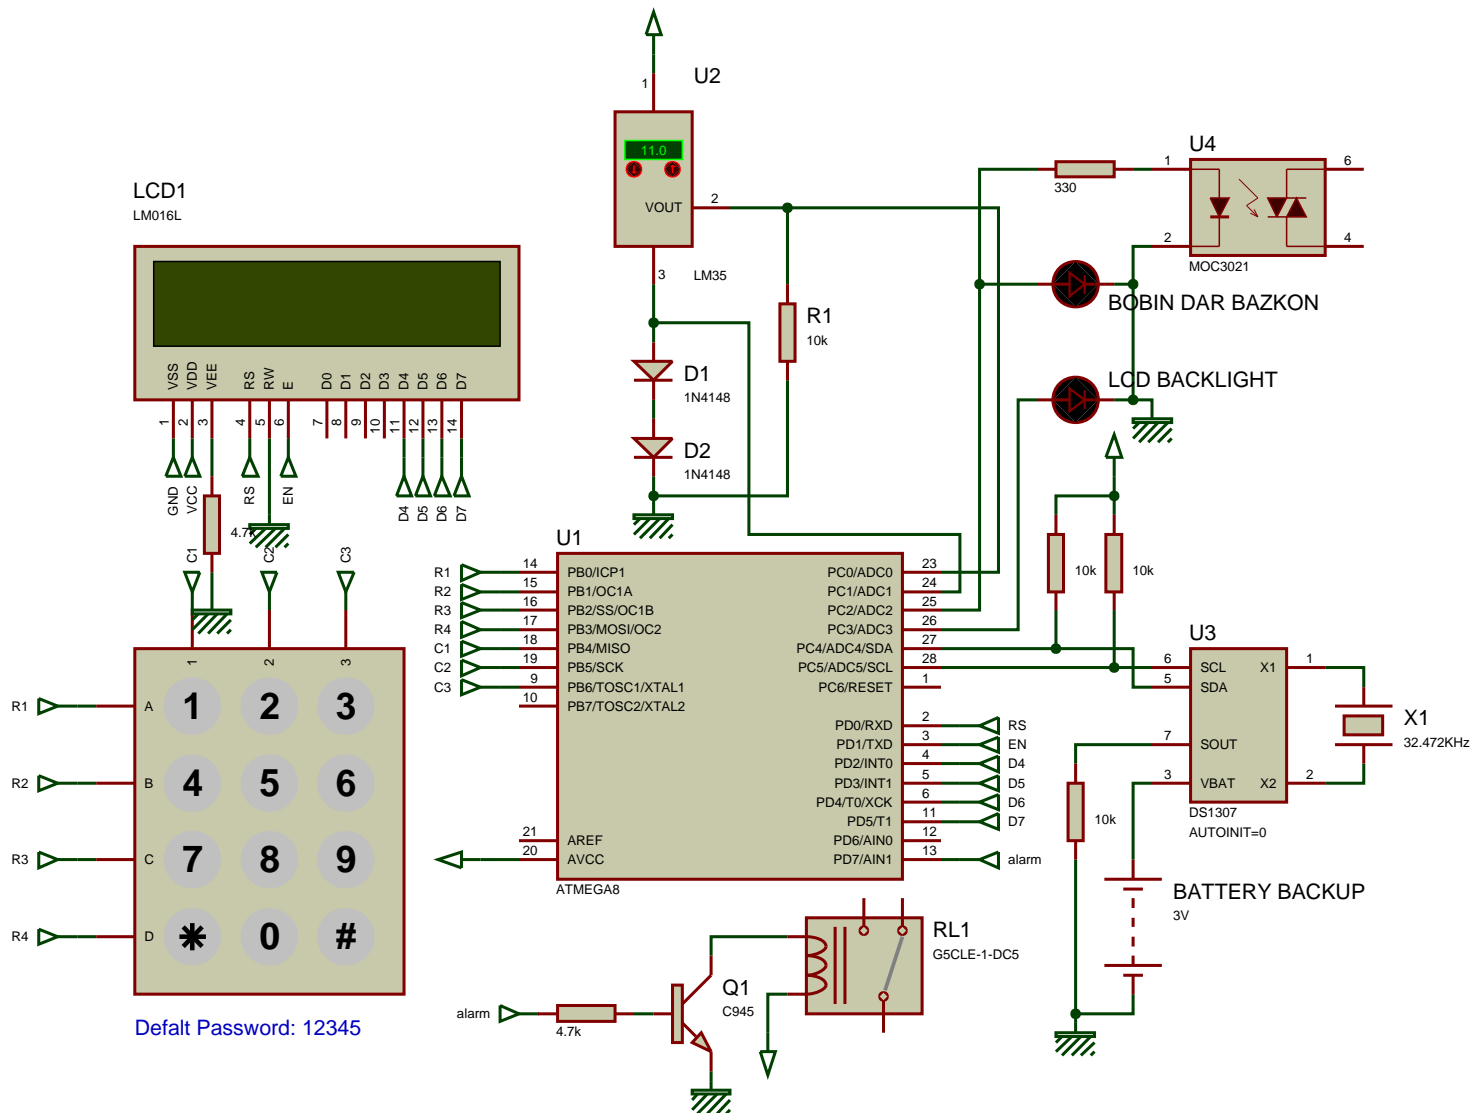 U2
1
11.0
VOUT
2
3
LM35
U4
1
330
6
2
4
MOC3021
BOBIN DAR BAZKON
LCD BACKLIGHT
LCD1
LM016L
VSS
VDD
VEE
RS
RW
E
D0
D1
D2
D3
D4
D5
D6
D7
1
2
3
4
5
6
7
8
9
10
11
12
13
14
GND
VCC
RS
EN
D4
D5
D6
D7
4.7k
R1
10k
D1
1N4148
D2
1N4148
C1
C2
C3
1
2
3
R1 A 1 2 3
R2 B 4 5 6
R3 C 7 8 9
R4 D * 0 #
Defalt Password: 12345
U1
R1 14 PB0/ICP1
R2 15 PB1/OC1A
R3 16 PB2/SS/OC1B
R4 17 PB3/MOSI/OC2
C1 18 PB4/MISO
C2 19 PB5/SCK
C3 9 PB6/TOSC1/XTAL1
10 PB7/TOSC2/XTAL2
21 AREF
20 AVCC
PC0/ADC0 23
PC1/ADC1 24
PC2/ADC2 25
PC3/ADC3 26
PC4/ADC4/SDA 27
PC5/ADC5/SCL 28
PC6/RESET 1
PD0/RXD 2 RS
PD1/TXD 3 EN
PD2/INT0 4 D4
PD3/INT1 5 D5
PD4/T0/XCK 6 D6
PD5/T1 11 D7
PD6/AIN0 12
PD7/AIN1 13 alarm
ATMEGA8
10k
10k
U3
6 SCL X1 1
5 SDA
7 SOUT
3 VBAT X2 2
DS1307
AUTOINIT=0
X1
32.472KHz
10k
BATTERY BACKUP
3V
RL1
G5CLE-1-DC5
Q1
C945
alarm
4.7k